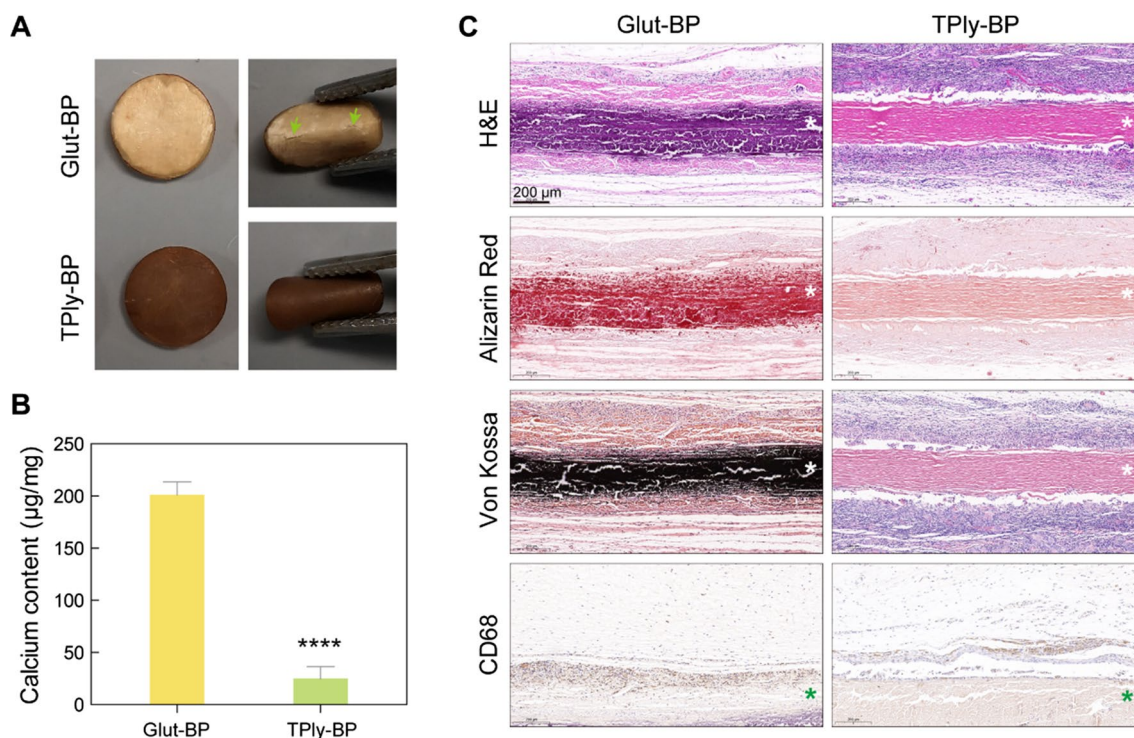 A
Glut-BP
TPly-BP
B
Calcium content (µg/mg)
250
200
150
100
50
0
****
Glut-BP
TPly-BP
C
Glut-BP
TPly-BP
H&E
200 µm
*
*
Alizarin Red
*
*
Von Kossa
*
*
CD68
*
*